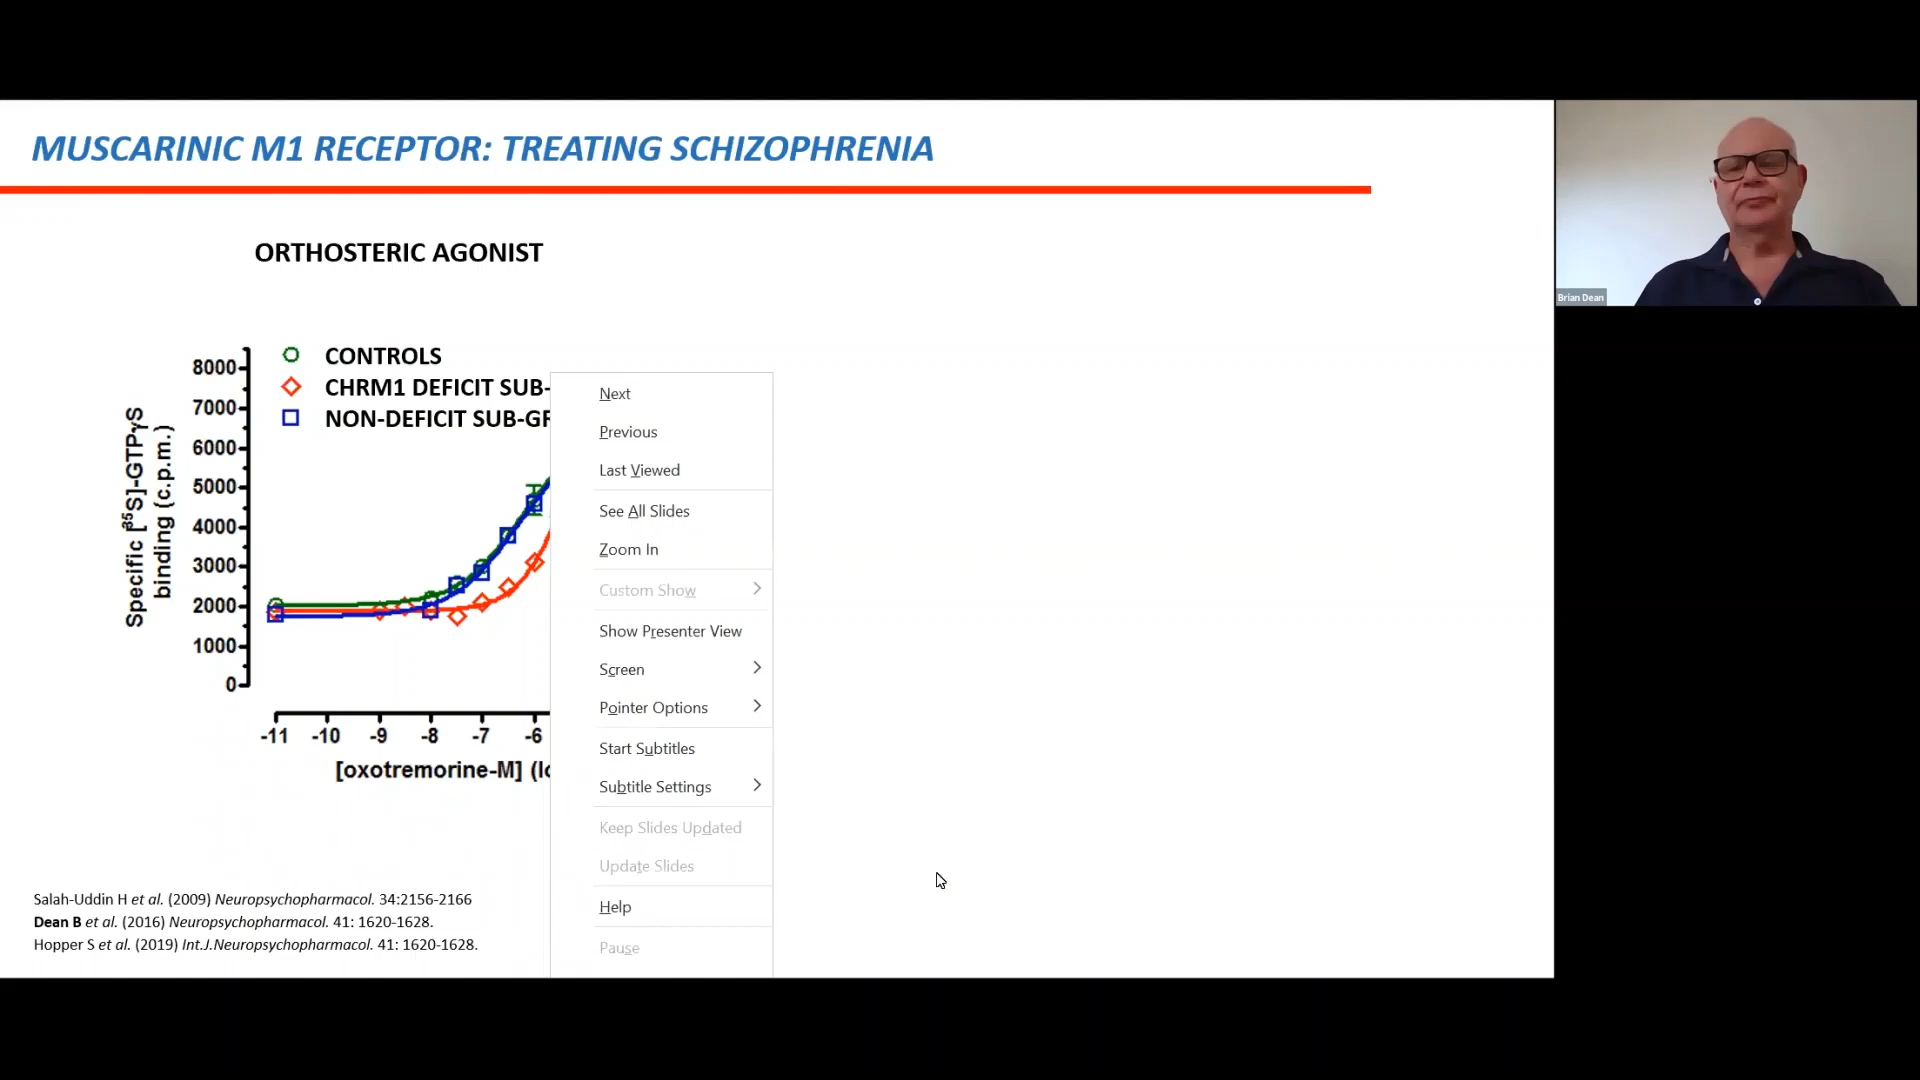 MUSCARINIC M1 RECEPTOR: TREATING SCHIZOPHRENIA
ORTHOSTERIC AGONIST
CONTROLS
CHRM1 DEFICIT SUB-
NON-DEFICIT SUB-GR
8000
7000
6000
5000
4000
3000
2000
1000
0
Specific [³⁵S]-GTPγS
binding (c.p.m.)
-11 -10 -9 -8 -7 -6
[oxotremorine-M] (lo
Next
Previous
Last Viewed
See All Slides
Zoom In
Custom Show
Show Presenter View
Screen
Pointer Options
Start Subtitles
Subtitle Settings
Keep Slides Updated
Update Slides
Help
Pause
Salah-Uddin H et al. (2009) Neuropsychopharmacol. 34:2156-2166
Dean B et al. (2016) Neuropsychopharmacol. 41: 1620-1628.
Hopper S et al. (2019) Int.J.Neuropsychopharmacol. 41: 1620-1628.
Brian Dean